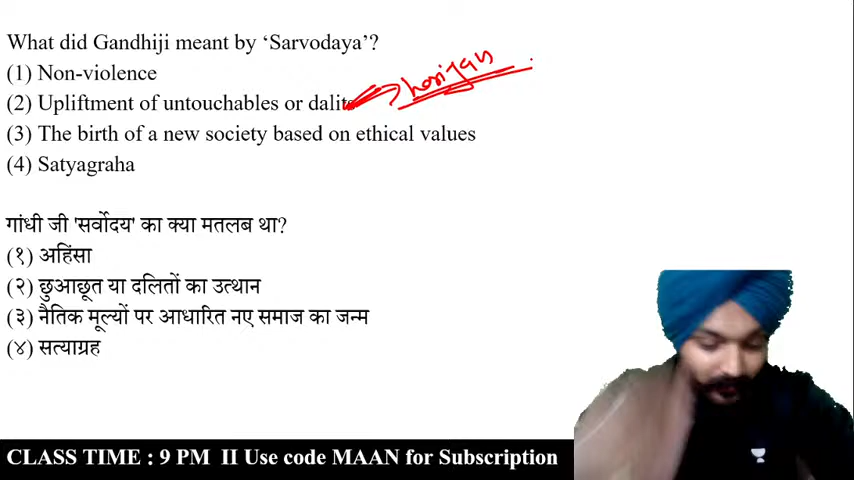 What did Gandhiji meant by ‘Sarvodaya’?
(1) Non-violence
(2) Upliftment of untouchables or dalits harijan
(3) The birth of a new society based on ethical values
(4) Satyagraha
गांधी जी 'सर्वोदय' का क्या मतलब था?
(१) अहिंसा
(२) छुआछूत या दलितों का उत्थान
(३) नैतिक मूल्यों पर आधारित नए समाज का जन्म
(४) सत्याग्रह
CLASS TIME : 9 PM II Use code MAAN for Subscription